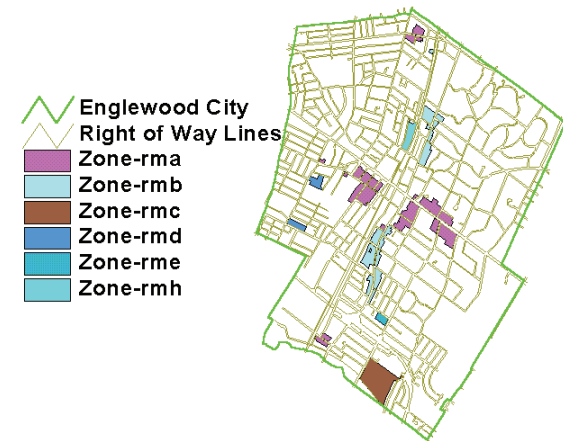 Englewood City
Right of Way Lines
Zone-rma
Zone-rmb
Zone-rmc
Zone-rmd
Zone-rme
Zone-rmh